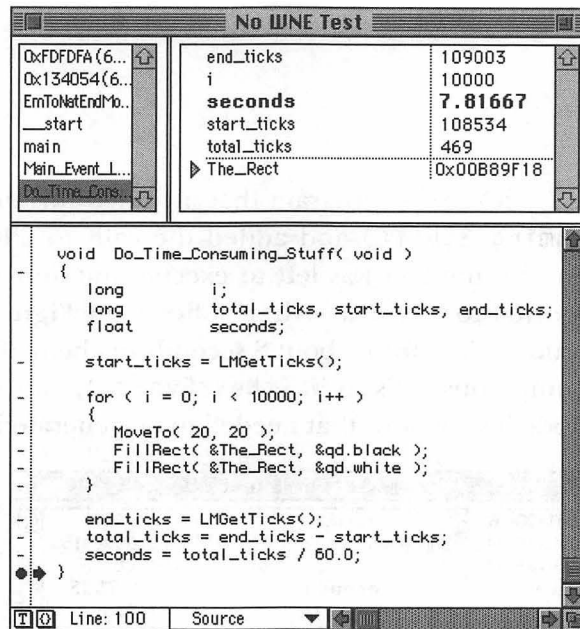 No WNE Test
0xFDFDFA(6...
0x134054(6...
EmToNatEndMo..
__start
main
Main_Event_L...
Do_Time_Cons...
end_ticks 109003
i 10000
seconds 7.81667
start_ticks 108534
total_ticks 469
The_Rect 0x00B89F18
void Do_Time_Consuming_Stuff( void )
{
long i;
long total_ticks, start_ticks, end_ticks;
float seconds;
start_ticks = LMGetTicks();
for ( i = 0; i < 10000; i++ )
{
MoveTo( 20, 20 );
FillRect( &The_Rect, &qd.black );
FillRect( &The_Rect, &qd.white );
}
end_ticks = LMGetTicks();
total_ticks = end_ticks - start_ticks;
seconds = total_ticks / 60.0;
}
Line: 100 Source